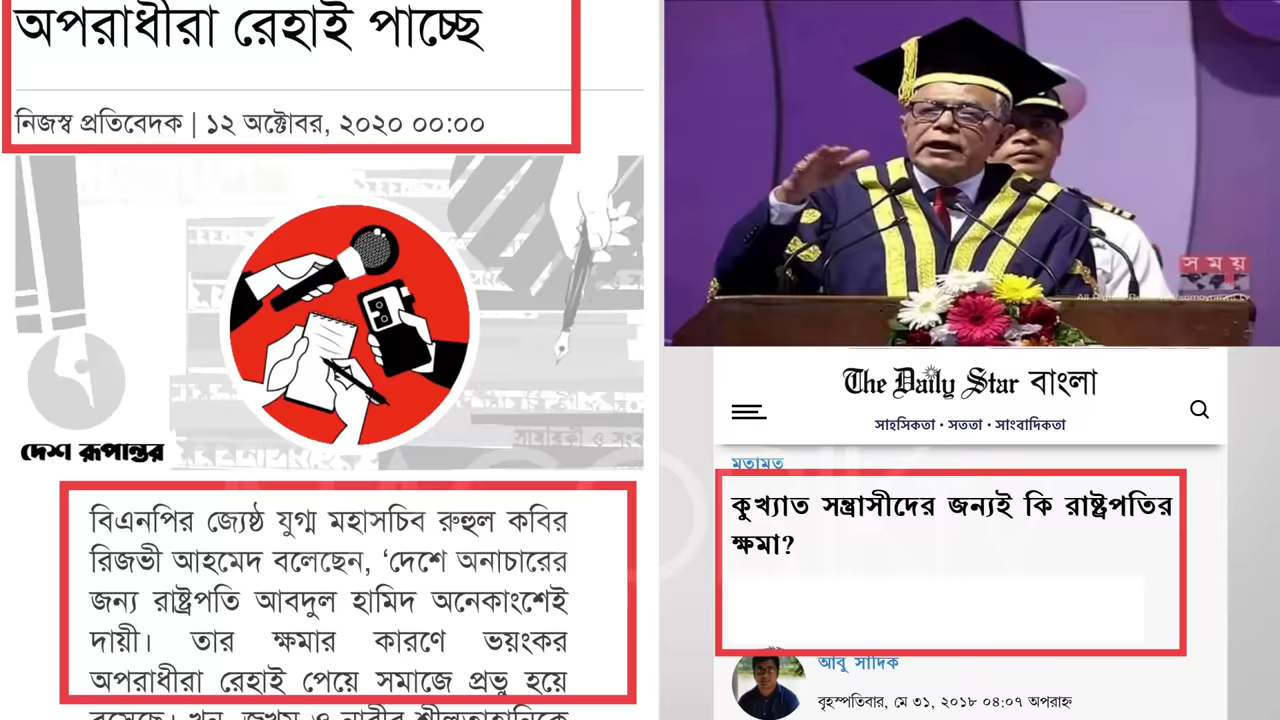 অপরাধীরা রেহাই পাচ্ছে
নিজস্ব প্রতিবেদক | ১২ অক্টোবর, ২০২০ ০০:০০
দেশ রূপান্তর
বিএনপির জ্যেষ্ঠ যুগ্ম মহাসচিব রুহুল কবির
রিজভী আহমেদ বলেছেন, ‘দেশে অনাচারের
জন্য রাষ্ট্রপতি আবদুল হামিদ অনেকাংশেই
দায়ী। তার ক্ষমার কারণে ভয়ংকর
অপরাধীরা রেহাই পেয়ে সমাজে প্রভু হয়ে
সময়
The Daily Star বাংলা
সাহসিকতা • সততা • সাংবাদিকতা
মতামত
কুখ্যাত সন্ত্রাসীদের জন্যই কি রাষ্ট্রপতির
ক্ষমা?
আবু সাদিক
বৃহস্পতিবার, মে ৩১, ২০১৮ ০৪:০৭ অপরাহ্ন